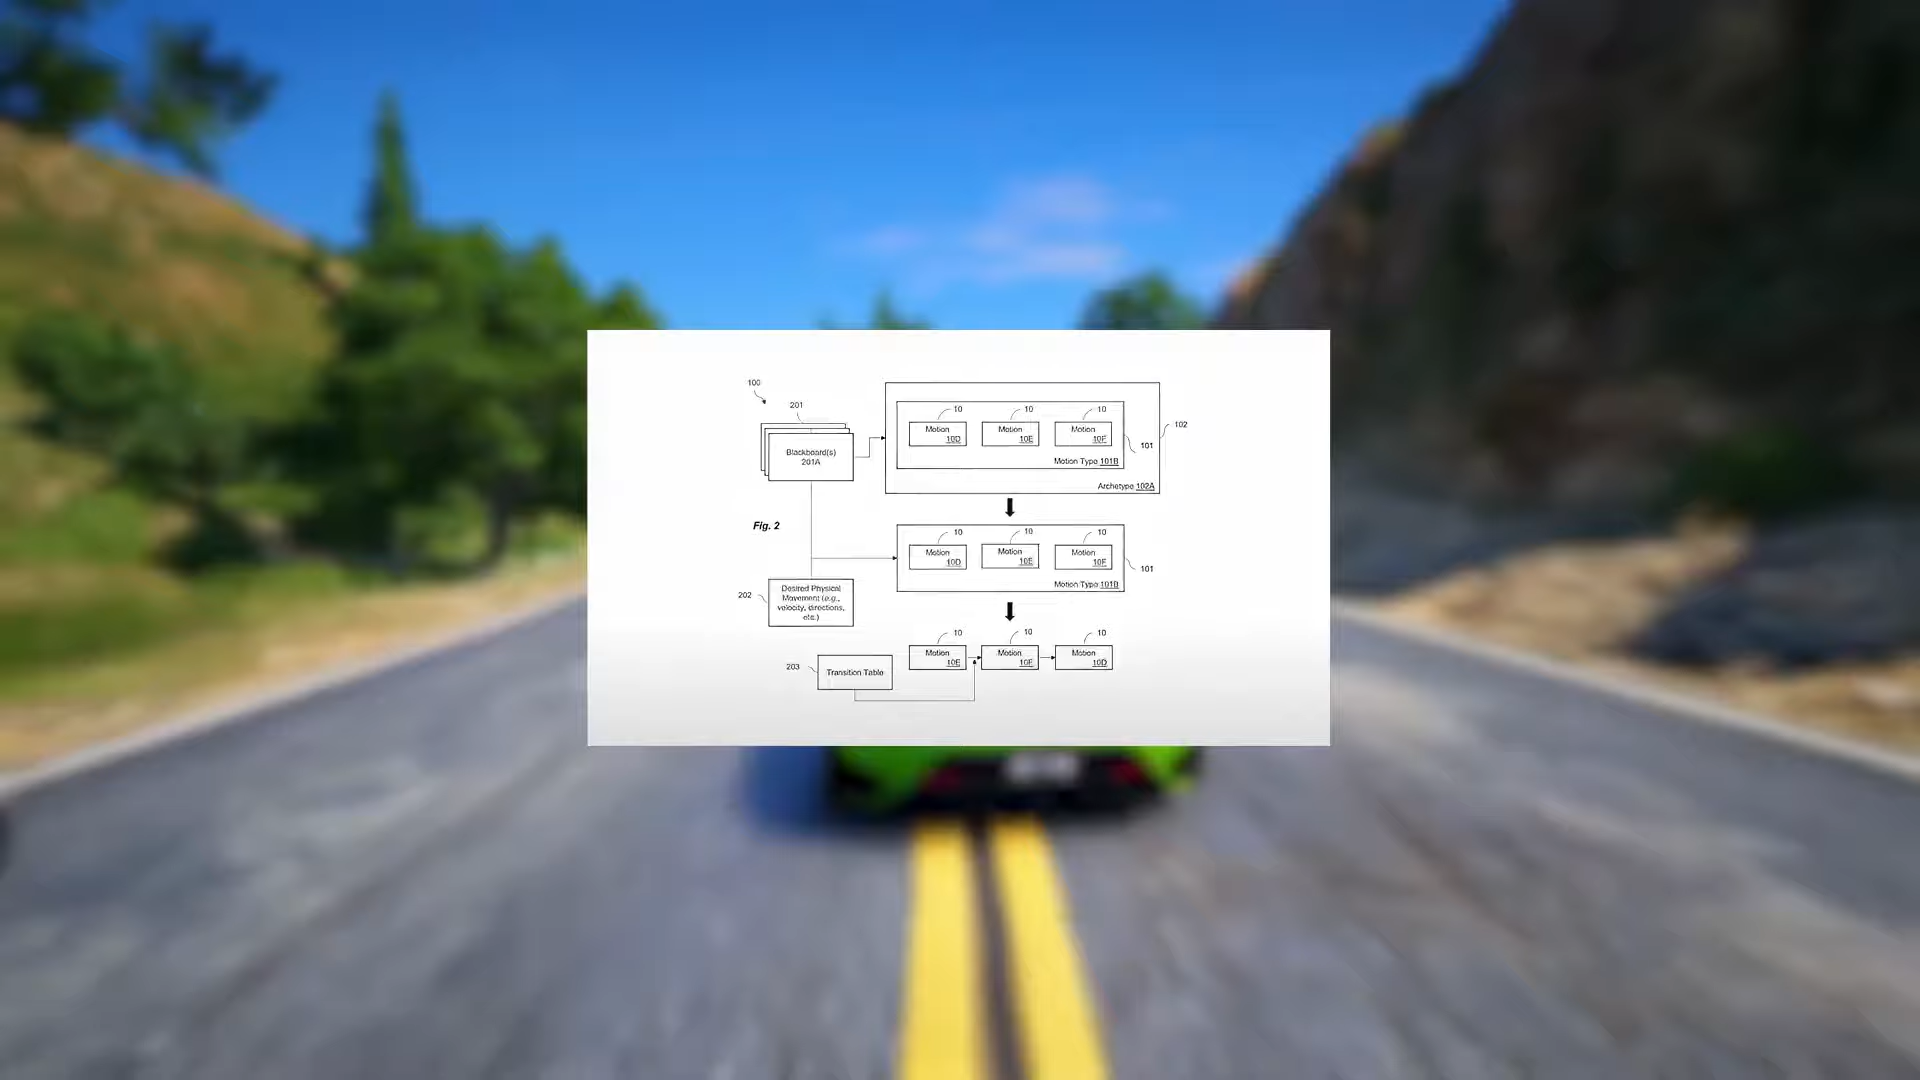 100
201
Blackboard(s)
201A
10 10 10
Motion Motion Motion
10D 10E 10F
102
101
Motion Type 101B
Archetype 102A
Fig. 2
10 10 10
Motion Motion Motion
10D 10E 10F
101
Motion Type 101B
202
Desired Physical
Movement (e.g.,
velocity, directions,
etc.)
10 10 10
Motion Motion Motion
10E 10F 10D
203
Transition Table